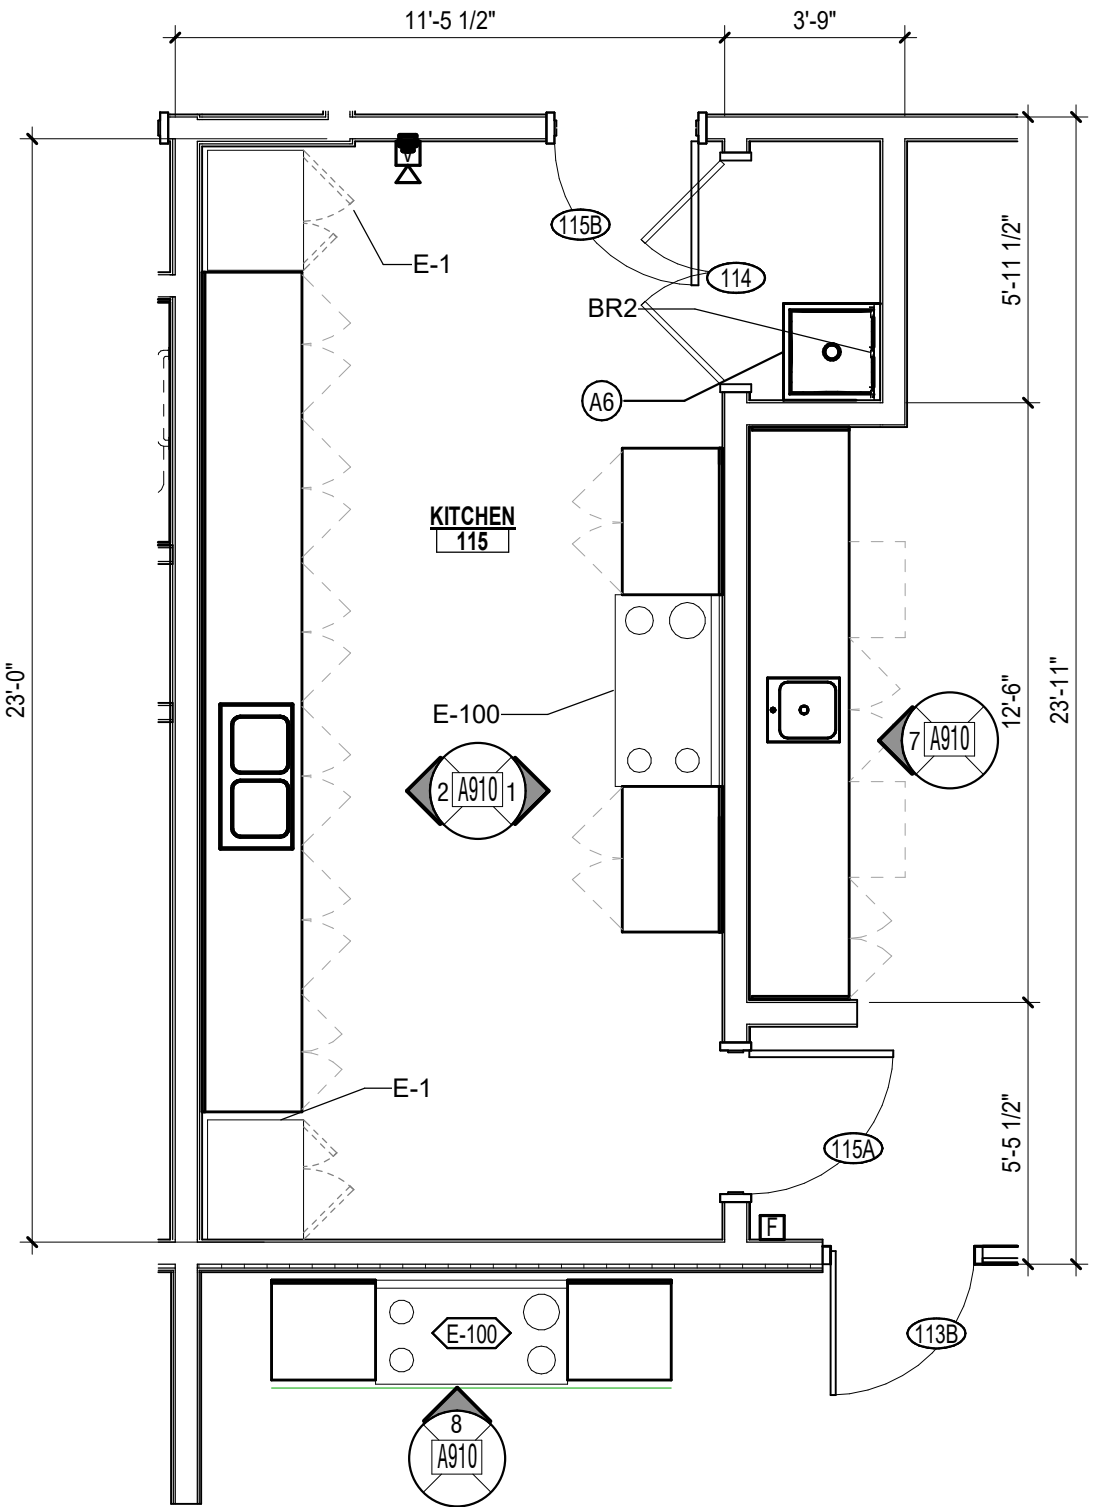 11'-5 1/2"
3'-9"
115B
E-1
114
5'-11 1/2"
BR2
A6
KITCHEN
115
23'-0"
E-100
12'-6"
23'-11"
7 A910
2 A910 1
E-1
115A
5'-5 1/2"
F
113B
E-100
8
A910